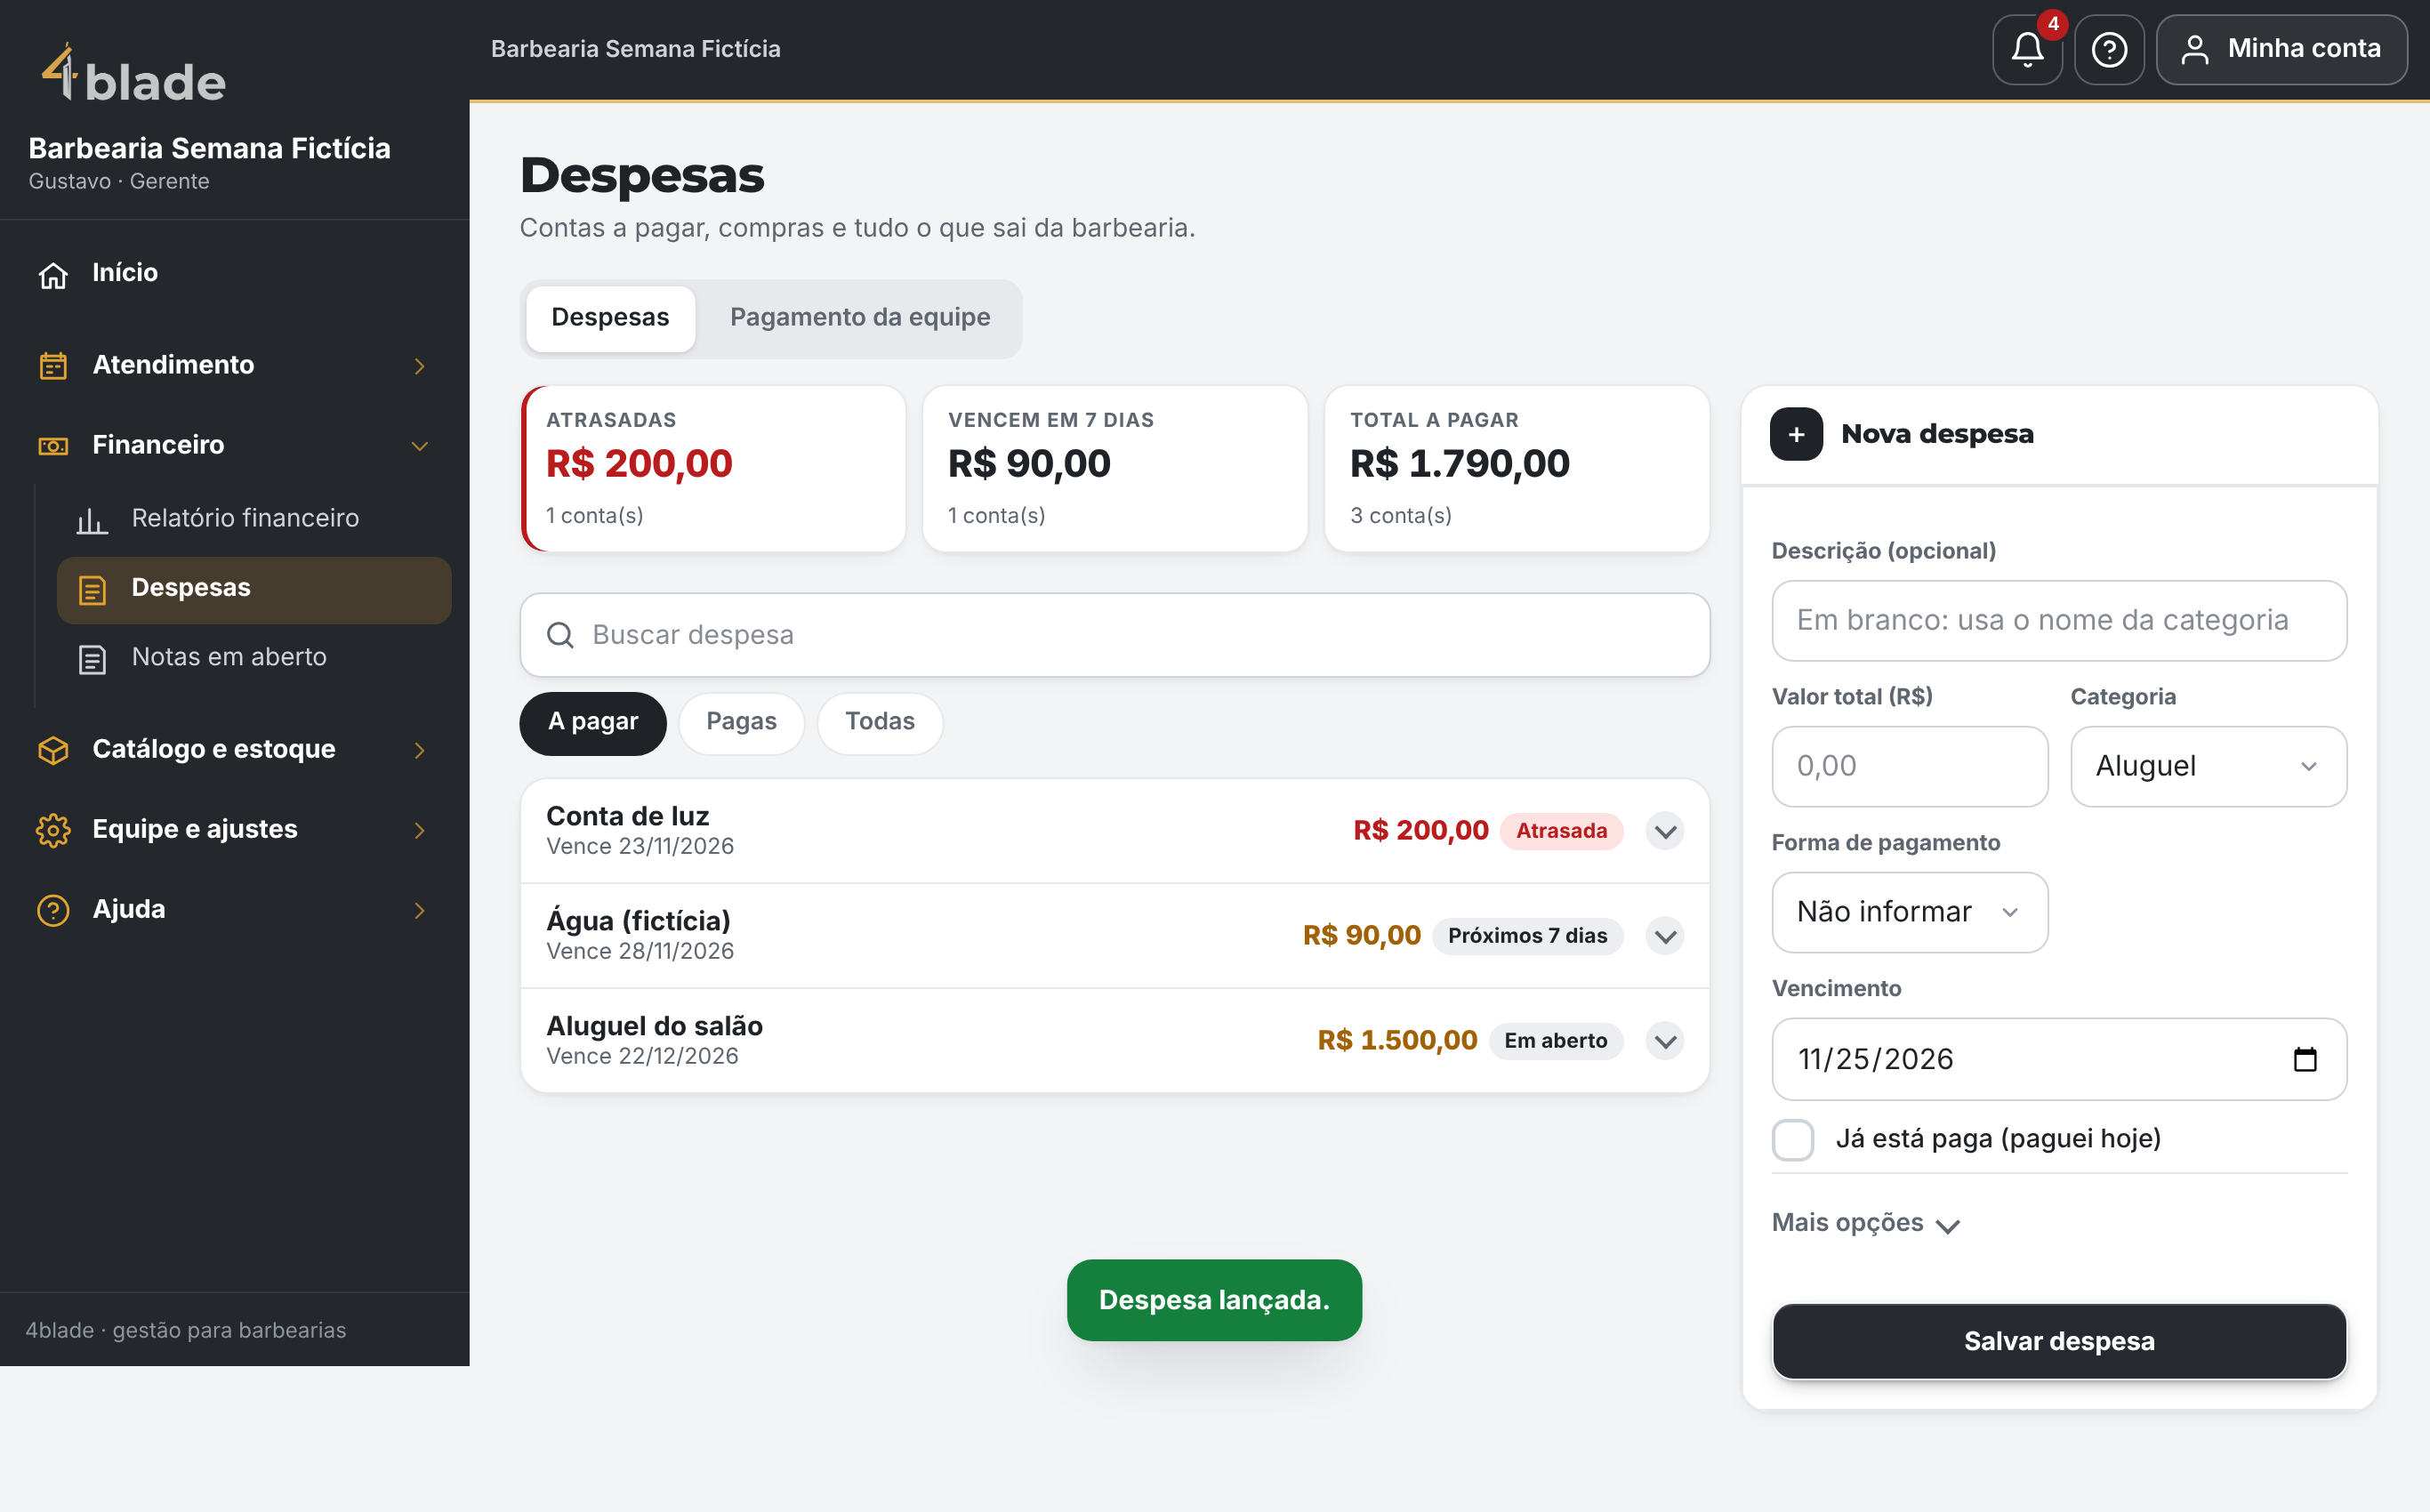 4blade
Barbearia Semana Fictícia
Gustavo · Gerente
Início
Atendimento
Financeiro
Relatório financeiro
Despesas
Notas em aberto
Catálogo e estoque
Equipe e ajustes
Ajuda
4blade · gestão para barbearias
Barbearia Semana Fictícia
4
Minha conta
Despesas
Contas a pagar, compras e tudo o que sai da barbearia.
Despesas
Pagamento da equipe
ATRASADAS
R$ 200,00
1 conta(s)
VENCEM EM 7 DIAS
R$ 90,00
1 conta(s)
TOTAL A PAGAR
R$ 1.790,00
3 conta(s)
Buscar despesa
A pagar
Pagas
Todas
Conta de luz
Vence 23/11/2026
R$ 200,00
Atrasada
Água (fictícia)
Vence 28/11/2026
R$ 90,00
Próximos 7 dias
Aluguel do salão
Vence 22/12/2026
R$ 1.500,00
Em aberto
Despesa lançada.
+ Nova despesa
Descrição (opcional)
Em branco: usa o nome da categoria
Valor total (R$)
0,00
Categoria
Aluguel
Forma de pagamento
Não informar
Vencimento
11/25/2026
Já está paga (paguei hoje)
Mais opções
Salvar despesa